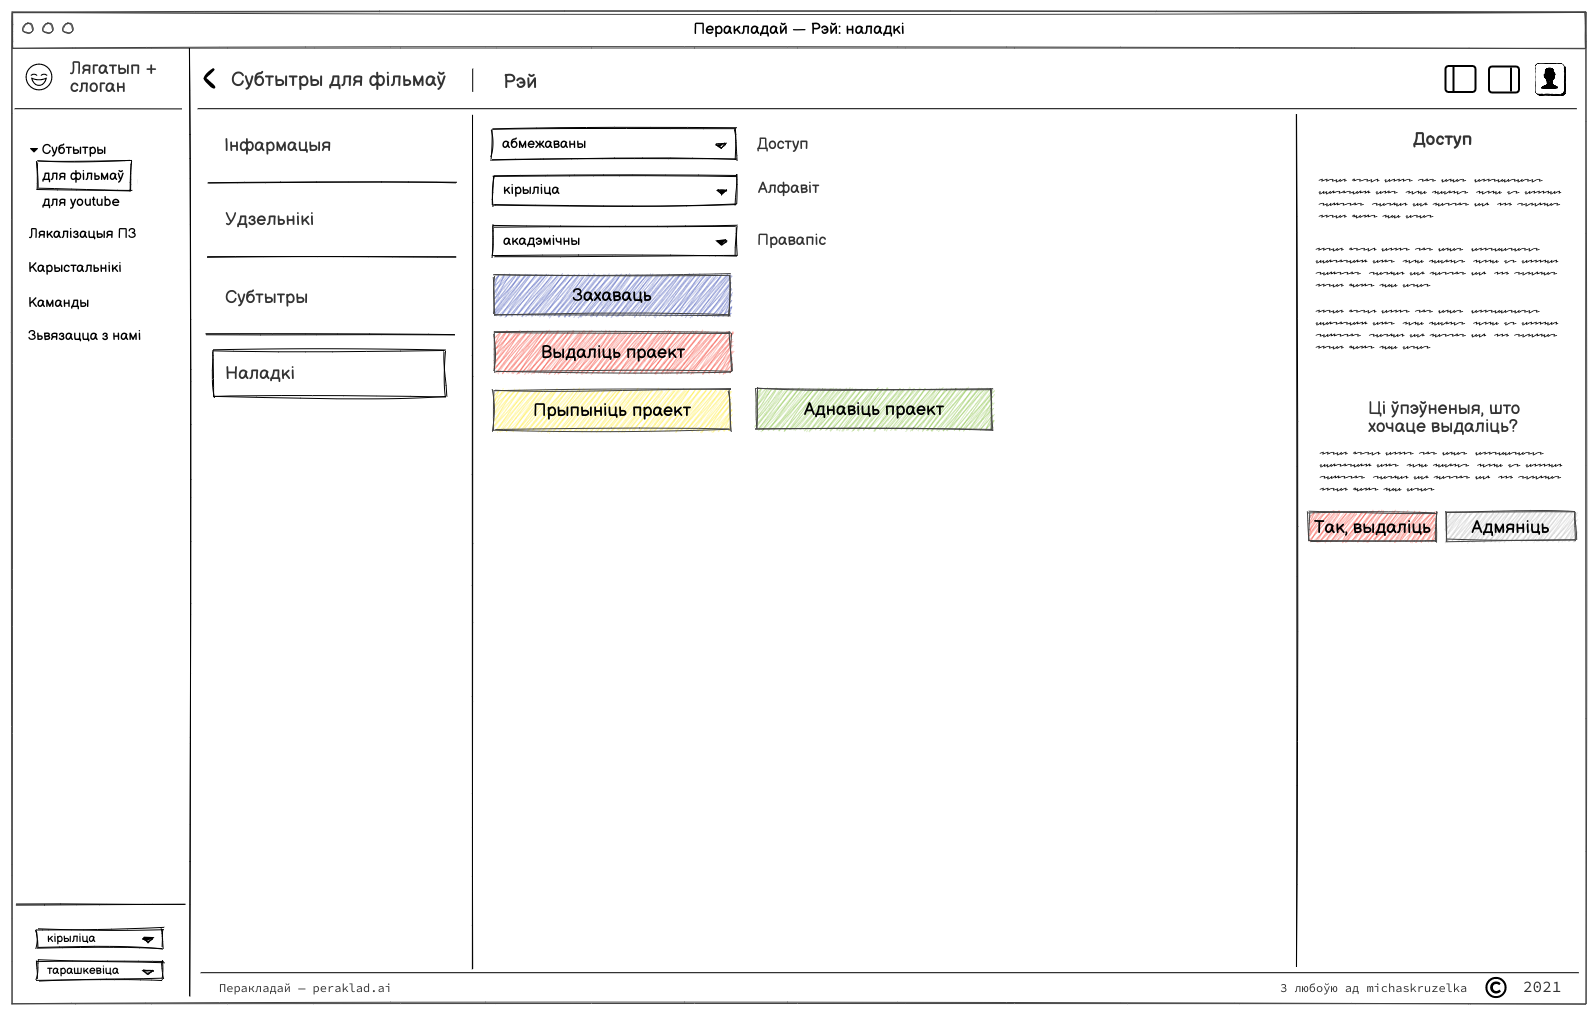 Перакладай — Рэй: наладкі
Лягатып +
слоган
Субтытры для фільмаў
Рэй
Субтытры
для фільмаў
для youtube
Лякалізацыя ПЗ
Карыстальнікі
Каманды
Зьвязацца з намі
кірыліца
тарашкевіца
Інфармацыя
Удзельнікі
Субтытры
Наладкі
абмежаваны
Доступ
кірыліца
Алфавіт
акадэмічны
Правапіс
Захаваць
Выдаліць праект
Прыпыніць праект
Аднавіць праект
Доступ
Ці ўпэўненыя, што
хочаце выдаліць?
Так, выдаліць
Адмяніць
Перакладай — peraklad.ai
З любоўю ад michaskruzelka
© 2021